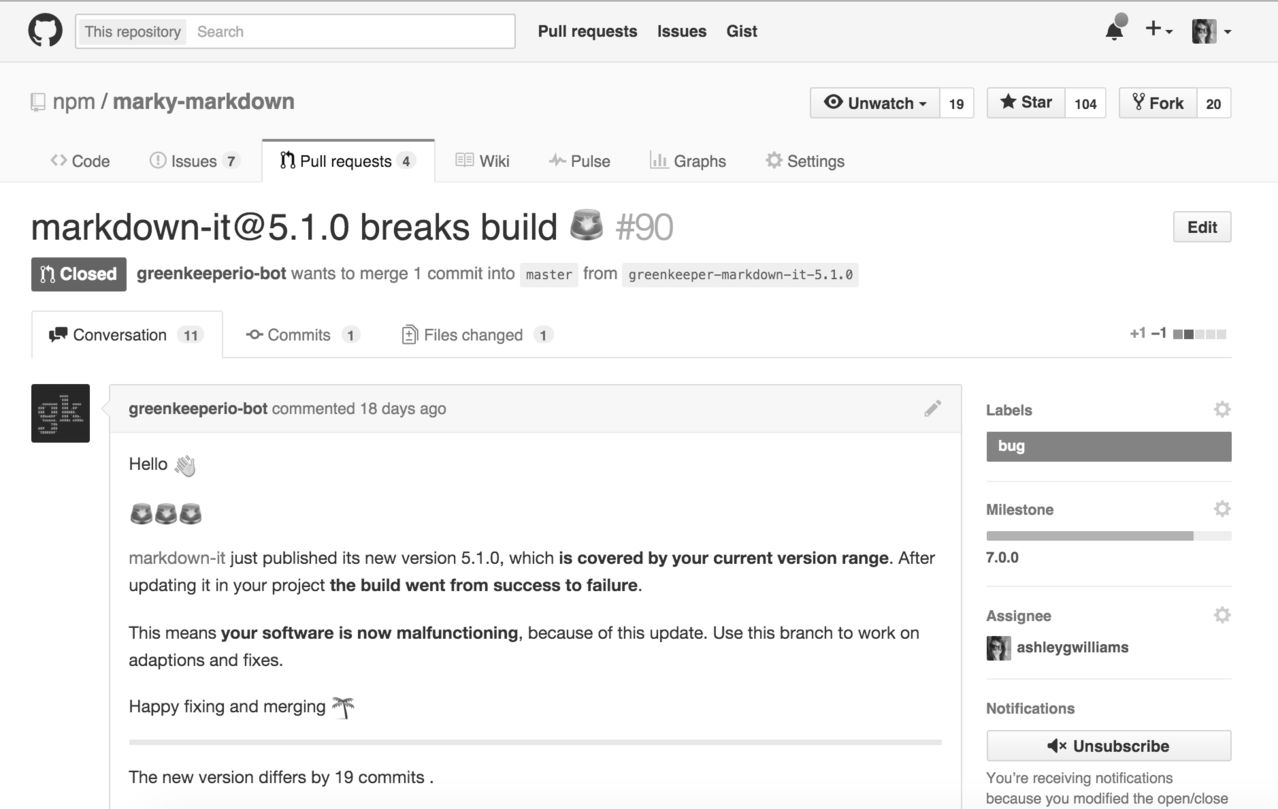 This repository Search Pull requests Issues Gist
npm / marky-markdown Unwatch 19 Star 104 Fork 20
Code Issues 7 Pull requests 4 Wiki Pulse Graphs Settings
markdown-it@5.1.0 breaks build #90 Edit
Closed greenkeeperio-bot wants to merge 1 commit into master from greenkeeper-markdown-it-5.1.0
Conversation 11 Commits 1 Files changed 1 +1 −1
greenkeeperio-bot commented 18 days ago
Hello
markdown-it just published its new version 5.1.0, which is covered by your current version range. After
updating it in your project the build went from success to failure.
This means your software is now malfunctioning, because of this update. Use this branch to work on
adaptions and fixes.
Happy fixing and merging
The new version differs by 19 commits .
Labels
bug
Milestone
7.0.0
Assignee
ashleygwilliams
Notifications
Unsubscribe
You're receiving notifications
because you modified the open/close